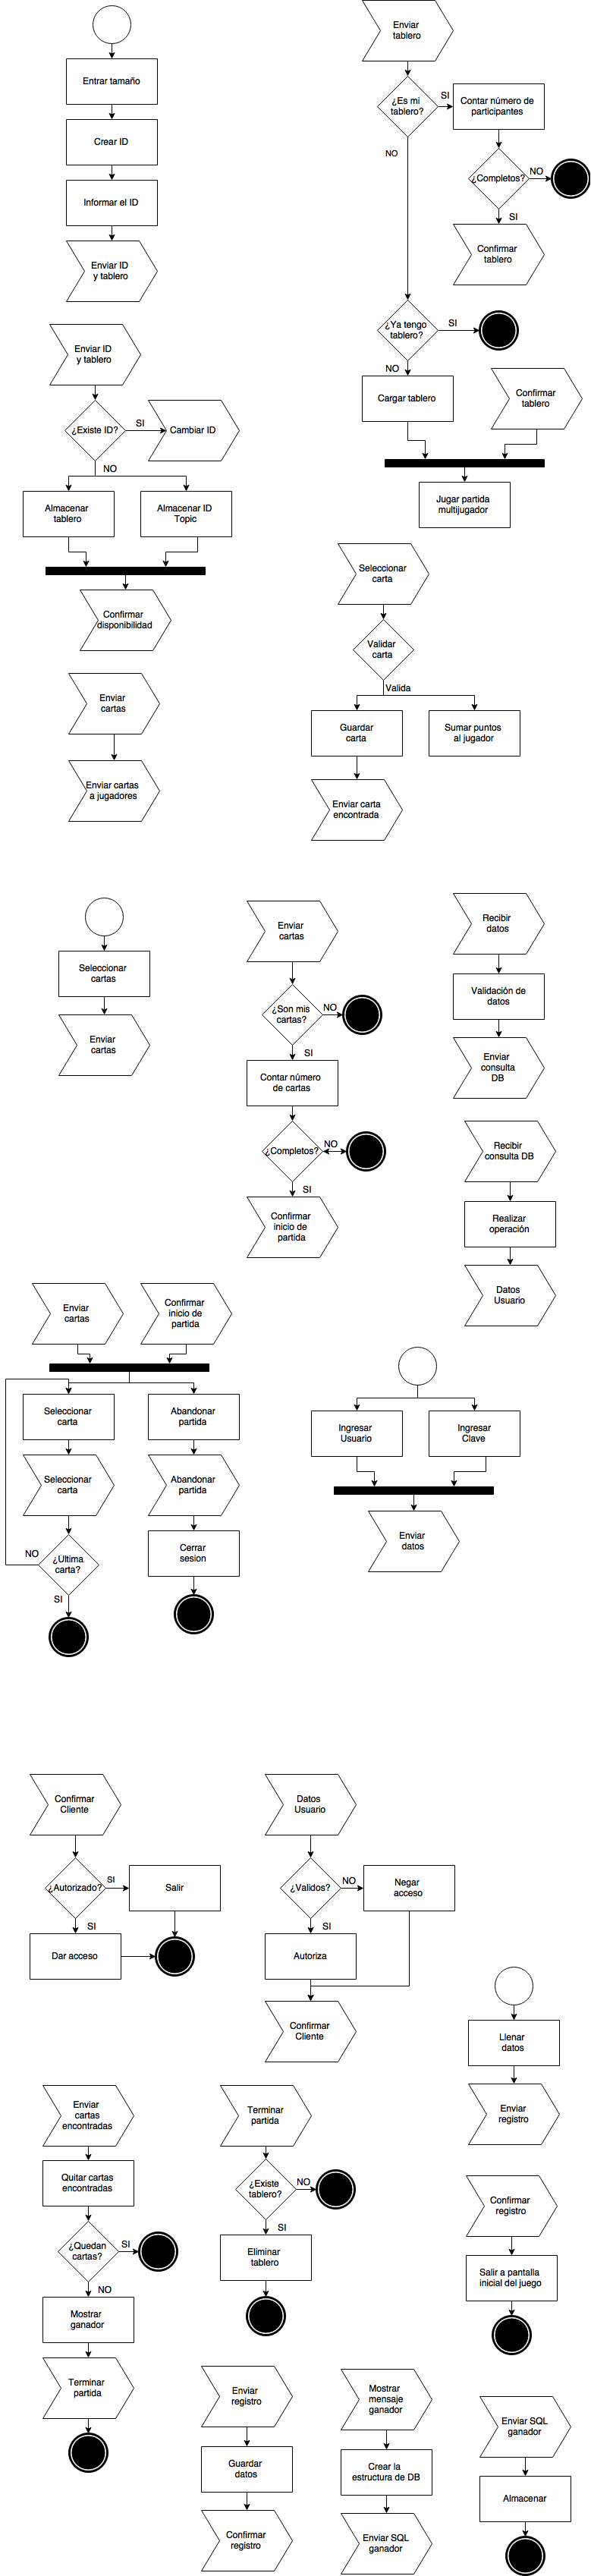 Entrar tamaño
Crear ID
Informar el ID
Enviar ID
y tablero
Enviar
tablero
¿Es mi
tablero?
SI
Contar número de
participantes
NO
¿Completos?
NO
SI
Confirmar
tablero
¿Ya tengo
tablero?
SI
NO
Cargar tablero
Confirmar
tablero
Jugar partida
multijugador
Enviar ID
y tablero
¿Existe ID?
SI
Cambiar ID
NO
Almacenar
tablero
Almacenar ID
Topic
Confirmar
disponibilidad
Enviar
cartas
Enviar cartas
a jugadores
Seleccionar
carta
Validar
carta
Valida
Guardar
carta
Sumar puntos
al jugador
Enviar carta
encontrada
Seleccionar
cartas
Enviar
cartas
Enviar
cartas
¿Son mis
cartas?
NO
SI
Contar número
de cartas
¿Completos?
NO
SI
Confirmar
inicio de
partida
Recibir
datos
Validación de
datos
Enviar
consulta
DB
Recibir
consulta DB
Realizar
operación
Datos
Usuario
Enviar
cartas
Confirmar
inicio de
partida
Seleccionar
carta
Abandonar
partida
Seleccionar
carta
Abandonar
partida
NO
¿Ultima
carta?
SI
Cerrar
sesion
Ingresar
Usuario
Ingresar
Clave
Enviar
datos
Confirmar
Cliente
¿Autorizado?
SI
Salir
SI
Dar acceso
Datos
Usuario
¿Validos?
NO
Negar
acceso
SI
Autoriza
Confirmar
Cliente
Llenar
datos
Enviar
registro
Enviar
cartas
encontradas
Quitar cartas
encontradas
¿Quedan
cartas?
SI
NO
Mostrar
ganador
Terminar
partida
Terminar
partida
¿Existe
tablero?
NO
SI
Eliminar
tablero
Confirmar
registro
Salir a pantalla
inicial del juego
Enviar
registro
Guardar
datos
Confirmar
registro
Mostrar
mensaje
ganador
Crear la
estructura de DB
Enviar SQL
ganador
Enviar SQL
ganador
Almacenar